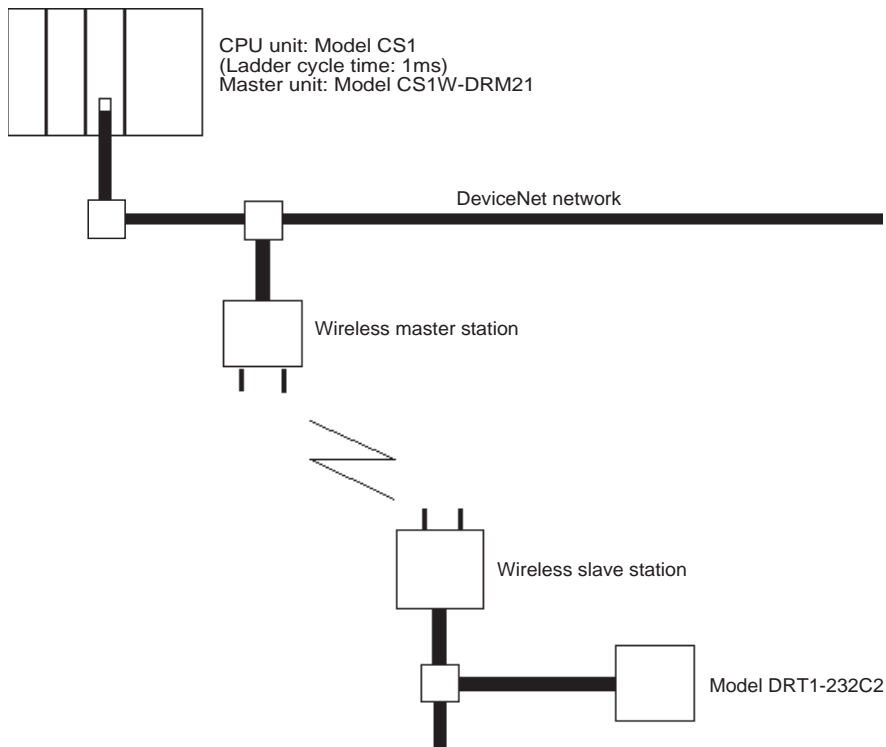 CPU unit: Model CS1
(Ladder cycle time: 1ms)
Master unit: Model CS1W-DRM21
DeviceNet network
Wireless master station
Wireless slave station
Model DRT1-232C2